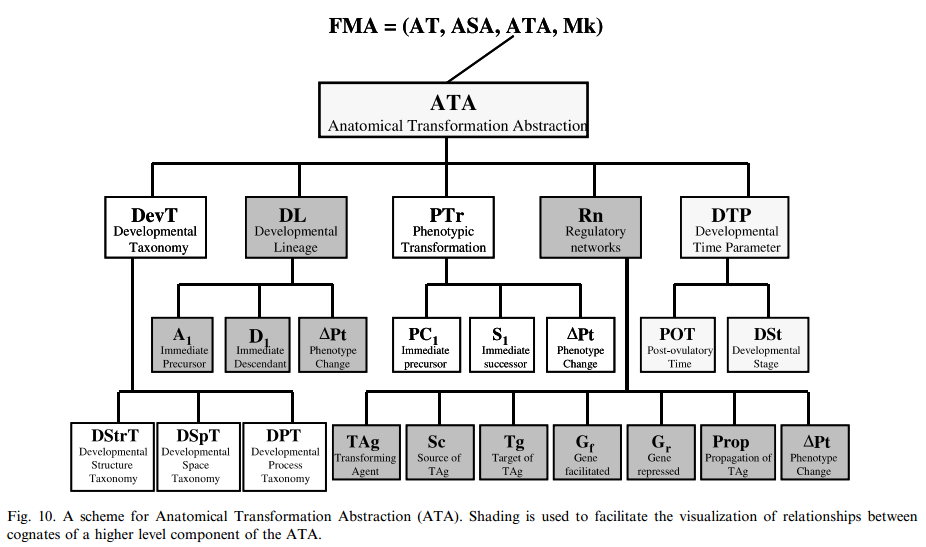 FMA = (AT, ASA, ATA, Mk)
ATA
Anatomical Transformation Abstraction
DevT
Developmental
Taxonomy
DL
Developmental
Lineage
PTr
Phenotypic
Transformation
Rn
Regulatory
networks
DTP
Developmental
Time Parameter
A1
Immediate
Precursor
D1
Immediate
Descendant
ΔPt
Phenotype
Change
PC1
Immediate
precursor
S1
Immediate
successor
ΔPt
Phenotype
Change
POT
Post-ovulatory
Time
DSt
Developmental
Stage
DStrT
Developmental
Structure
Taxonomy
DSpT
Developmental
Space
Taxonomy
DPT
Developmental
Process
Taxonomy
TAg
Transforming
Agent
Sc
Source of
TAg
Tg
Target of
TAg
Gf
Gene
facilitated
Gr
Gene
repressed
Prop
Propagation of
TAg
ΔPt
Phenotype
Change
Fig. 10. A scheme for Anatomical Transformation Abstraction (ATA). Shading is used to facilitate the visualization of relationships between
cognates of a higher level component of the ATA.